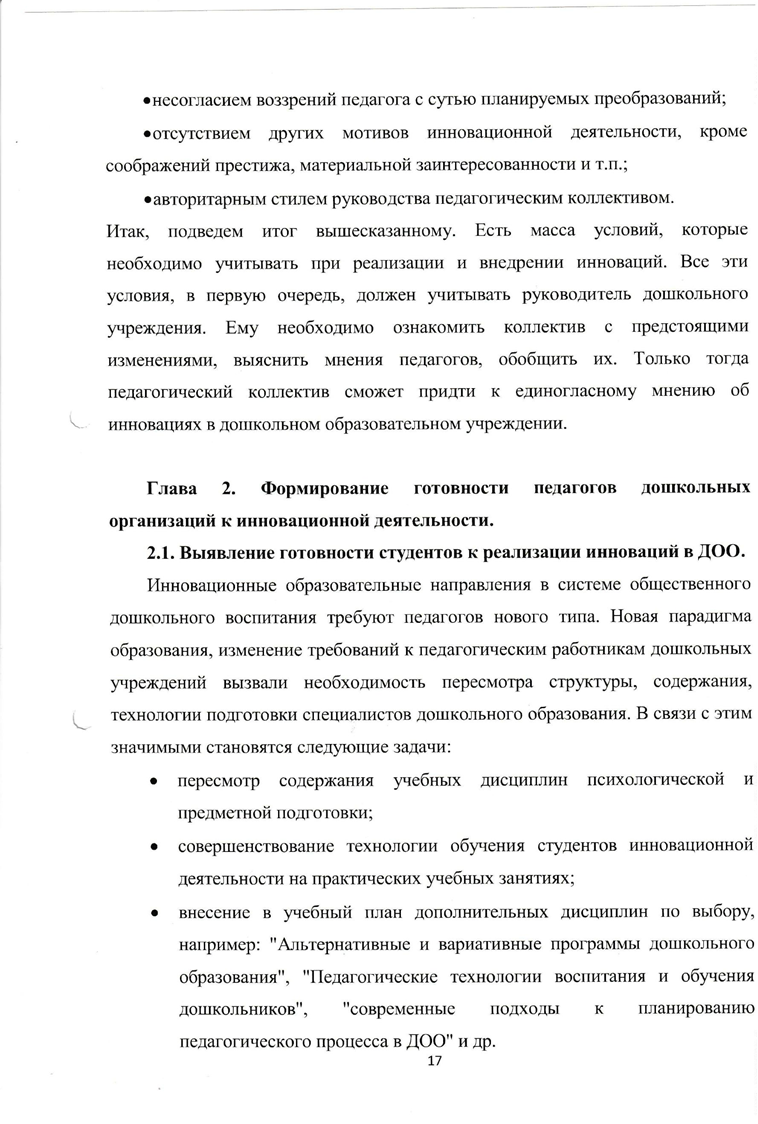 •несогласием воззрений педагога с сутью планируемых преобразований;
•отсутствием других мотивов инновационной деятельности, кроме
соображений престижа, материальной заинтересованности и т.п.;
•авторитарным стилем руководства педагогическим коллективом.
Итак, подведем итог вышесказанному. Есть масса условий, которые
необходимо учитывать при реализации и внедрении инноваций. Все эти
условия, в первую очередь, должен учитывать руководитель дошкольного
учреждения. Ему необходимо ознакомить коллектив с предстоящими
изменениями, выяснить мнения педагогов, обобщить их. Только тогда
педагогический коллектив сможет придти к единогласному мнению об
инновациях в дошкольном образовательном учреждении.
Глава 2. Формирование готовности педагогов дошкольных
организаций к инновационной деятельности.
2.1. Выявление готовности студентов к реализации инноваций в ДОО.
Инновационные образовательные направления в системе общественного
дошкольного воспитания требуют педагогов нового типа. Новая парадигма
образования, изменение требований к педагогическим работникам дошкольных
учреждений вызвали необходимость пересмотра структуры, содержания,
технологии подготовки специалистов дошкольного образования. В связи с этим
значимыми становятся следующие задачи:
• пересмотр содержания учебных дисциплин психологической и
предметной подготовки;
• совершенствование технологии обучения студентов инновационной
деятельности на практических учебных занятиях;
• внесение в учебный план дополнительных дисциплин по выбору,
например: "Альтернативные и вариативные программы дошкольного
образования", "Педагогические технологии воспитания и обучения
дошкольников", "современные подходы к планированию
педагогического процесса в ДОО" и др.
17